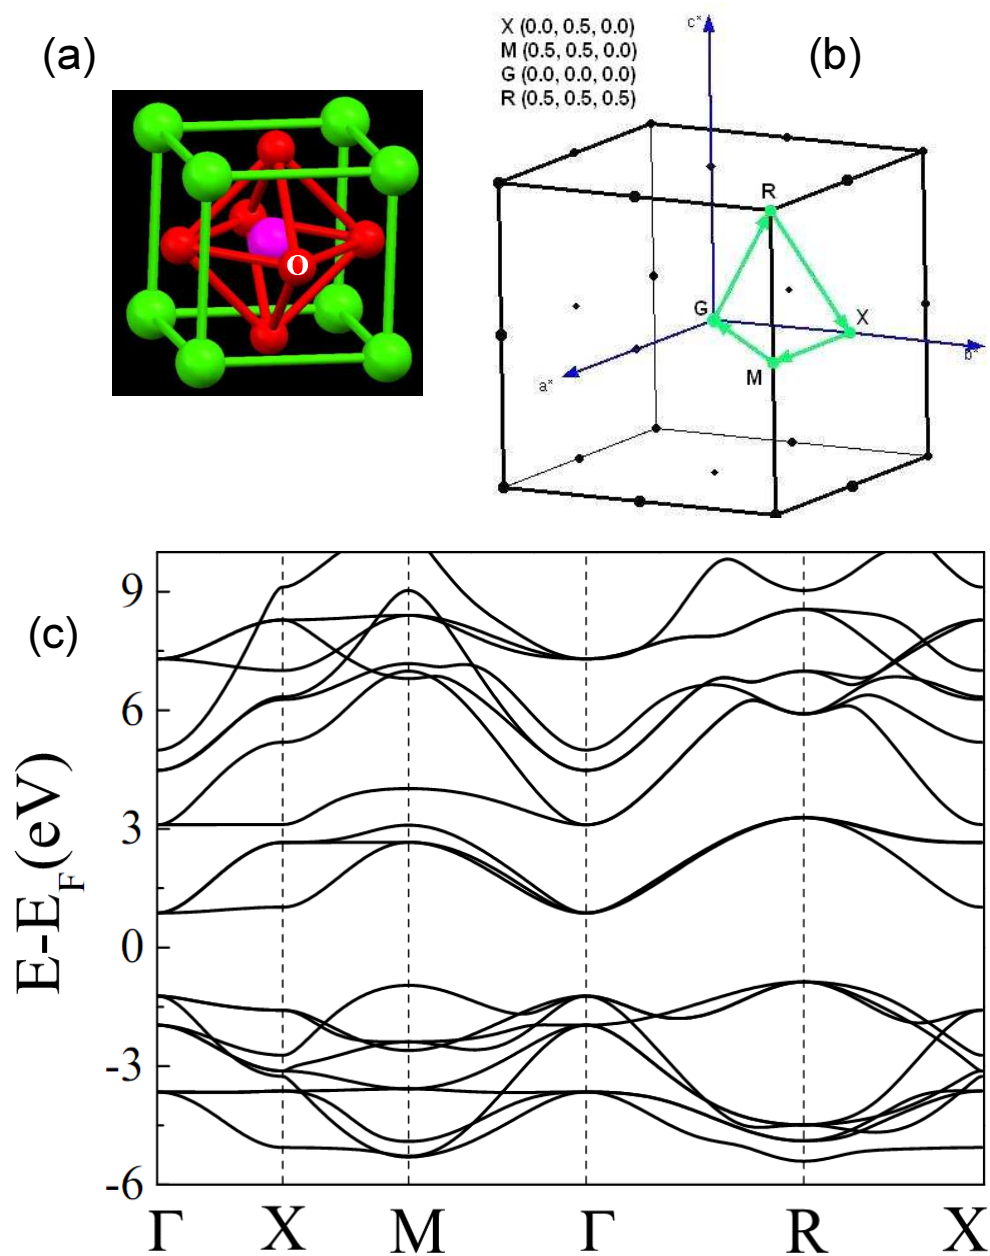 (a)
O
X (0.0, 0.5, 0.0)
M (0.5, 0.5, 0.0)
G (0.0, 0.0, 0.0)
R (0.5, 0.5, 0.5)
c*
(b)
R
G
X
M
a*
b*
(c)
E-E_F (eV)
9
6
3
0
-3
-6
Γ X M Γ R X